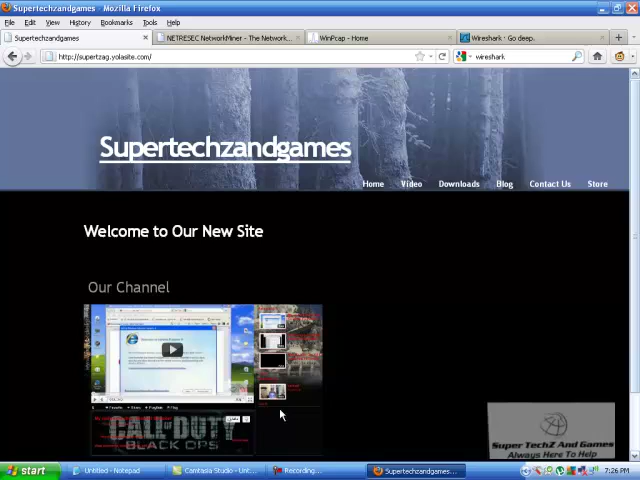 Supertechzandgames - Mozilla Firefox
File Edit View History Bookmarks Tools Help
Supertechzandgames
NETRESEC NetworkMiner - The Network...
WinPcap - Home
Wireshark · Go deep.
http://supertzag.yolasite.com/
wireshark
Supertechzandgames
Home Video Downloads Blog Contact Us Store
Welcome to Our New Site
Our Channel
CALL OF DUTY
BLACK OPS
Super TechZ And Games
Always Here To Help
start
Untitled - Notepad
Camtasia Studio - Unt...
Recording...
Supertechzandgames...
7:26 PM